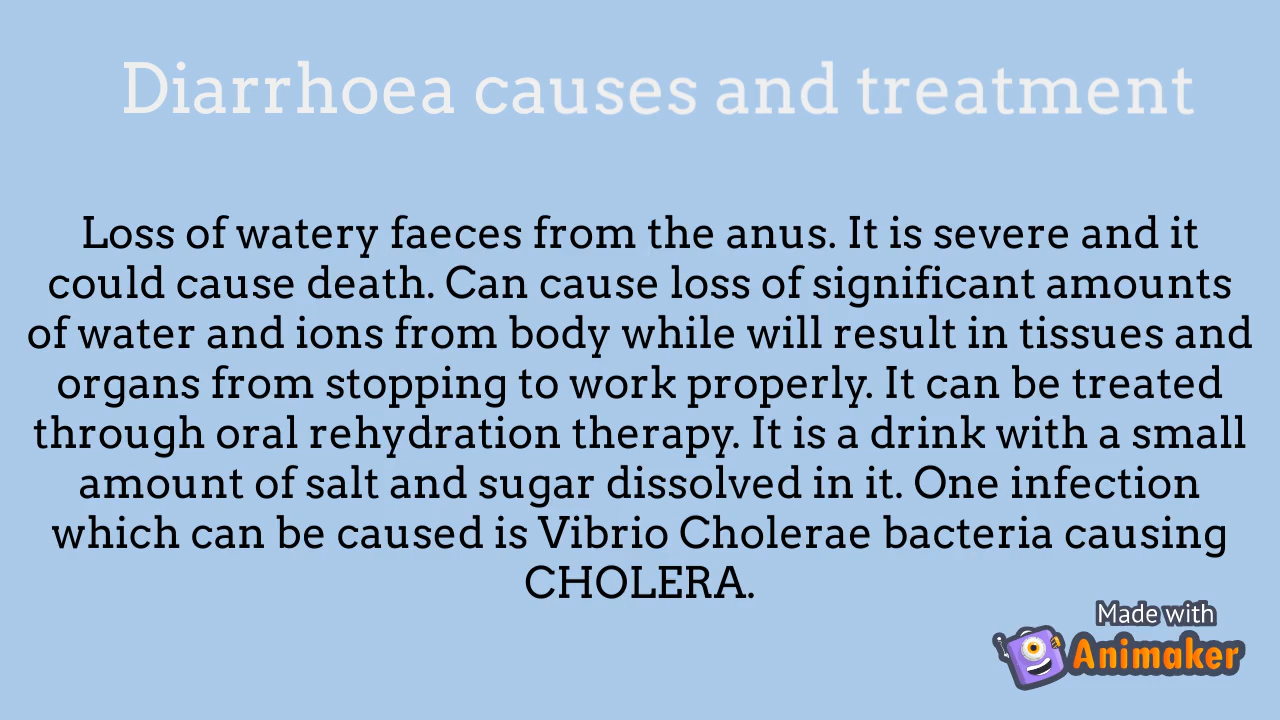 Diarrhoea causes and treatment
Loss of watery faeces from the anus. It is severe and it
could cause death. Can cause loss of significant amounts
of water and ions from body while will result in tissues and
organs from stopping to work properly. It can be treated
through oral rehydration therapy. It is a drink with a small
amount of salt and sugar dissolved in it. One infection
which can be caused is Vibrio Cholerae bacteria causing
CHOLERA.
Made with
Animaker